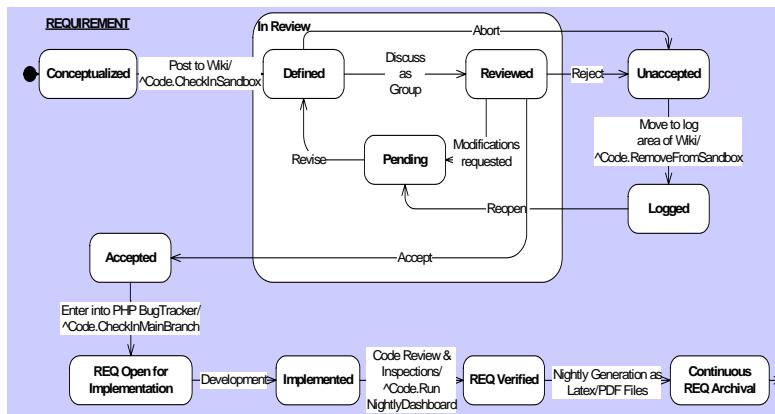 REQUIREMENT
In Review
Abort
Conceptualized
Post to Wiki/
^Code.CheckInSandbox
Defined
Discuss
as
Group
Reviewed
Reject
Unaccepted
Move to log
area of Wiki/
^Code.RemoveFromSandbox
Modifications
requested
Pending
Revise
Reopen
Logged
Accepted
Accept
Enter into PHP BugTracker/
^Code.CheckInMainBranch
REQ Open for
Implementation
Development
Implemented
Code Review &
Inspections/
^Code.Run
NightlyDashboard
REQ Verified
Nightly Generation as
Latex/PDF Files
Continuous
REQ Archival